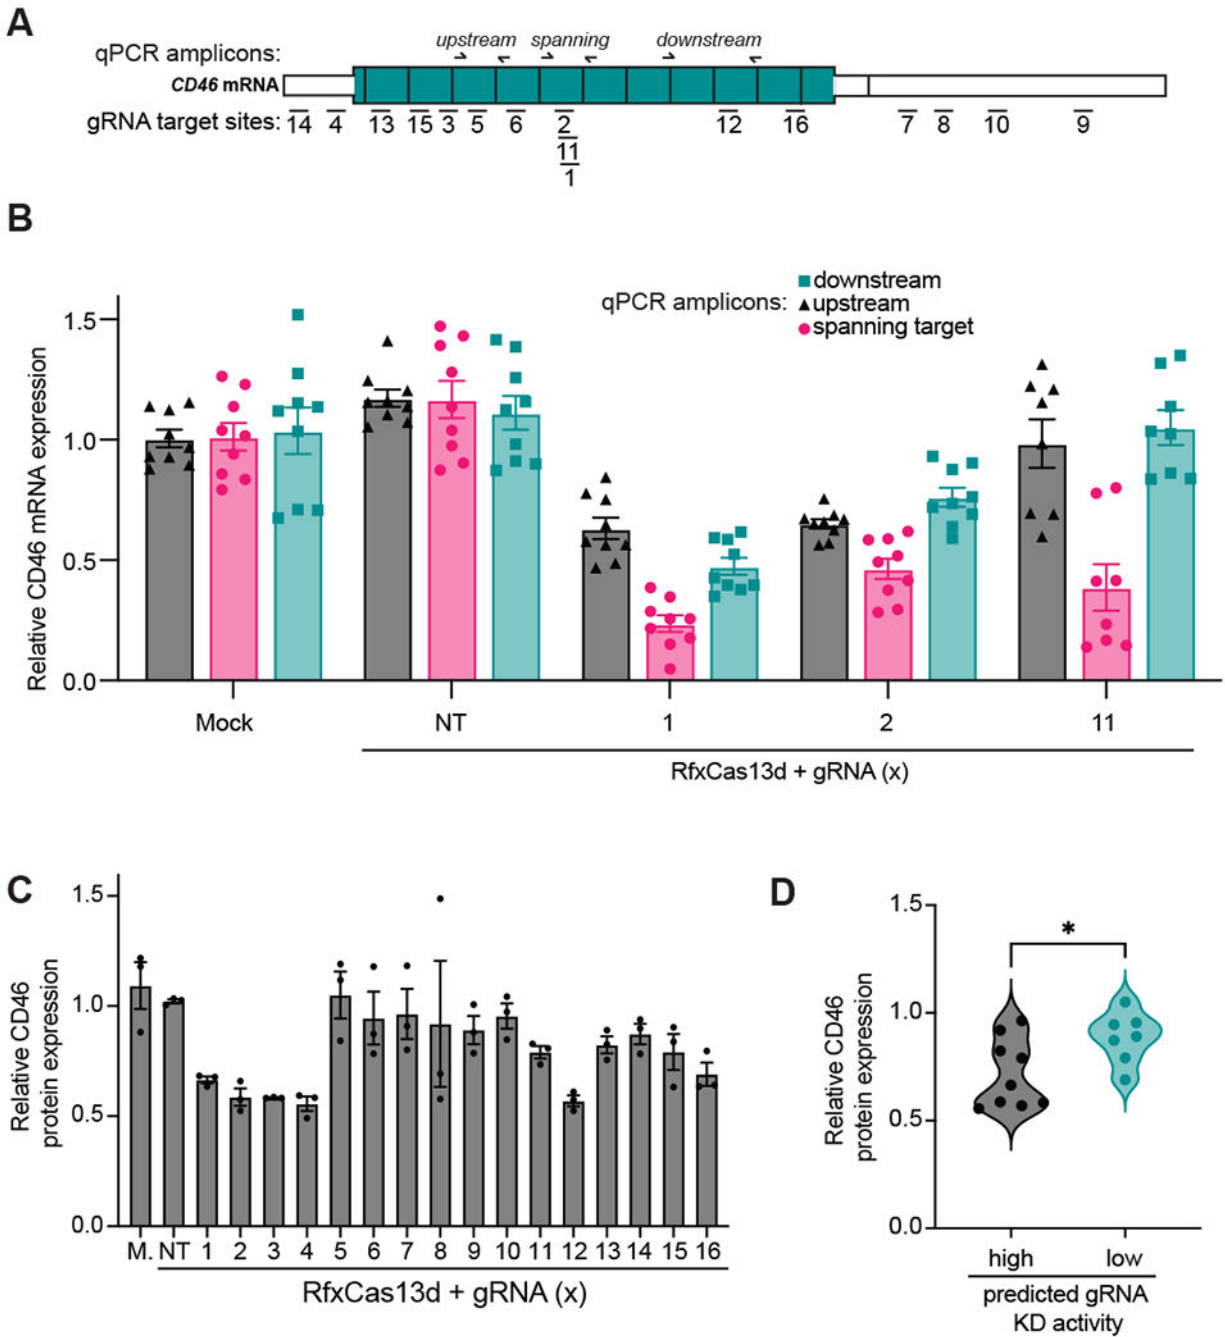 A
upstream spanning downstream
qPCR amplicons:
CD46 mRNA
gRNA target sites: 14 4 13 15 3 5 6 2 12 16 7 8 10 9
11
1
B
qPCR amplicons:
downstream
upstream
spanning target
Relative CD46 mRNA expression
1.5
1.0
0.5
0.0
Mock NT 1 2 11
RfxCas13d + gRNA (x)
C
Relative CD46
protein expression
1.5
1.0
0.5
0.0
M. NT 1 2 3 4 5 6 7 8 9 10 11 12 13 14 15 16
RfxCas13d + gRNA (x)
D
Relative CD46
protein expression
1.5
1.0
0.5
0.0
*
high low
predicted gRNA
KD activity